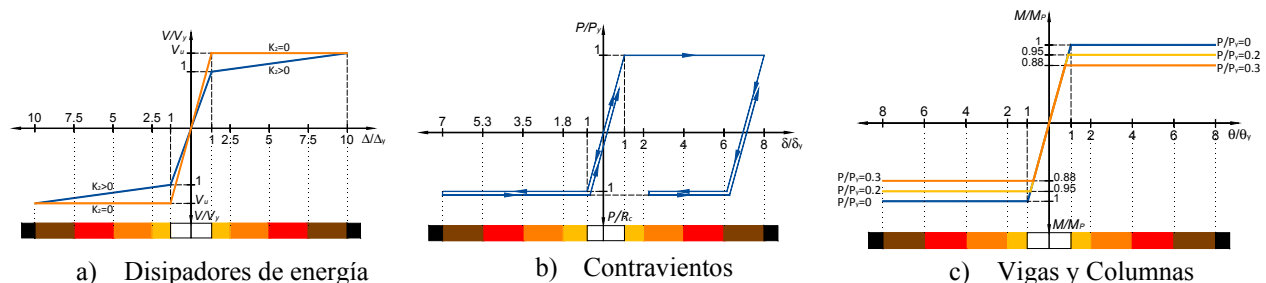 V/Vy
Vu
K₂=0
K₂>0
1
10 7.5 5 2.5 1
1 2.5 5 7.5 10
Δ/Δy
K₂>0
K₂=0
1
Vu
V/Vy
a) Disipadores de energía
P/Py
1
7 5.3 3.5 1.8 1
1 2 4 6 8
δ/δy
1
P/Rc
b) Contravientos
M/MP
1
0.95
0.88
P/PY=0
P/PY=0.2
P/PY=0.3
8 6 4 2 1
1 2 4 6 8
θ/θy
P/PY=0.3
P/PY=0.2
P/PY=0
0.88
0.95
1
M/MP
c) Vigas y Columnas